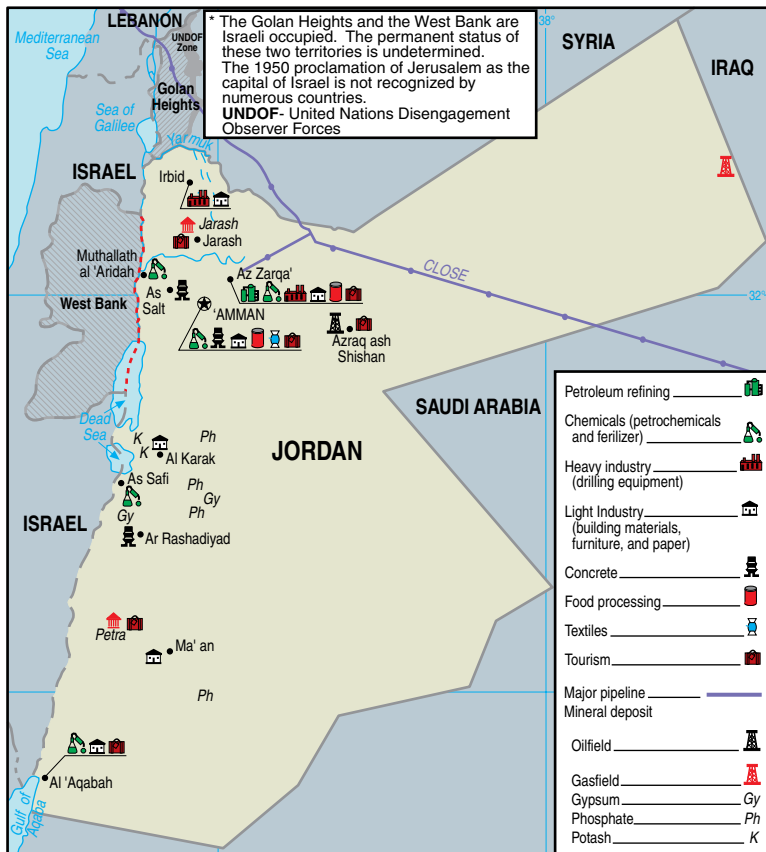 LEBANON
Mediterranean
Sea
UNDOF
Zone
Golan
Heights
* The Golan Heights and the West Bank are
Israeli occupied. The permanent status of
these two territories is undetermined.
The 1950 proclamation of Jerusalem as the
capital of Israel is not recognized by
numerous countries.
UNDOF- United Nations Disengagement
Observer Forces
38°
SYRIA
IRAQ
Sea of
Galilee
Yarmuk
ISRAEL
Irbid
Jarash
Jarash
Muthallath
al 'Aridah
Az Zarqa'
CLOSE
32°
West Bank
As
Salt
'AMMAN
Azraq ash
Shishan
Dead
Sea
SAUDI ARABIA
K
K
Ph
Al Karak
JORDAN
As Safi
Ph
Gy
Ph
Gy
ISRAEL
Ar Rashadiyad
Petra
Ma' an
Ph
Al 'Aqabah
Gulf of
Aqaba
Petroleum refining
Chemicals (petrochemicals
and ferilizer)
Heavy industry
(drilling equipment)
Light Industry
(building materials,
furniture, and paper)
Concrete
Food processing
Textiles
Tourism
Major pipeline
Mineral deposit
Oilfield
Gasfield
Gypsum Gy
Phosphate Ph
Potash K